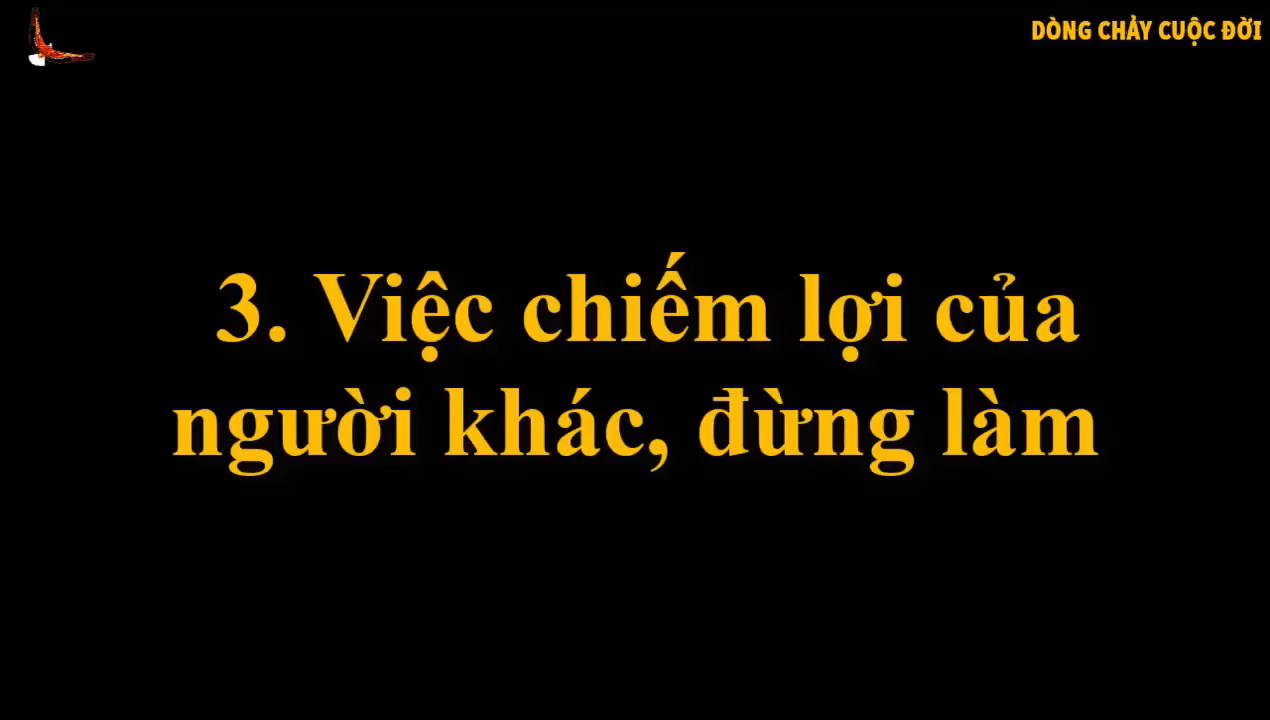 DÒNG CHẢY CUỘC ĐỜI
3. Việc chiếm lợi của
người khác, đừng làm